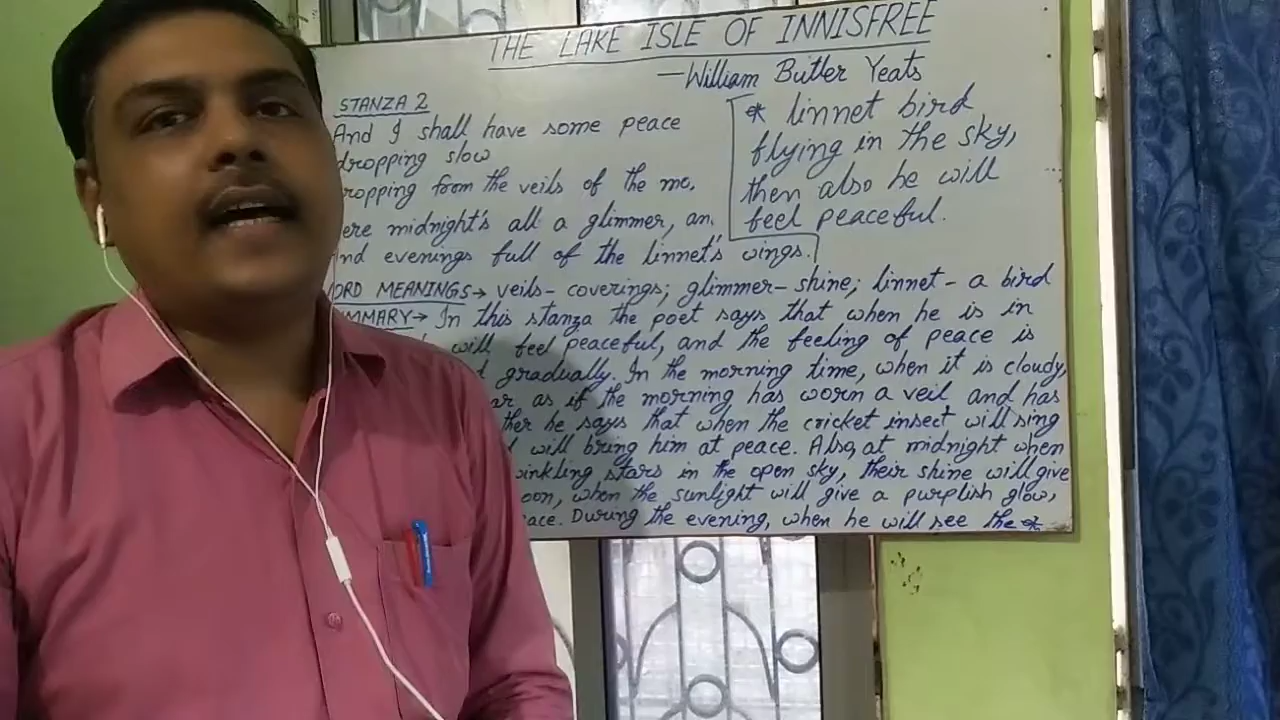 THE LAKE ISLE OF INNISFREE
—William Butler Yeats
STANZA 2
And I shall have some peace
dropping slow
ropping from the veils of the mo,
ere midnight's all a glimmer, an,
nd evenings full of the linnet's wings.
* linnet bird
flying in the sky,
then also he will
feel peaceful.
ORD MEANINGS→ veils- coverings; glimmer- shine; linnet - a bird
MMARY→ In this stanza the poet says that when he is in
will feel peaceful, and the feeling of peace is
gradually. In the morning time, when it is cloudy,
ar as if the morning has worn a veil and has
ther he says that when the cricket insect will sing
will bring him at peace. Also, at midnight when
inkling stars in the open sky, their shine will give
oon, when the sunlight will give a purplish glow,
ace. During the evening, when he will see the *